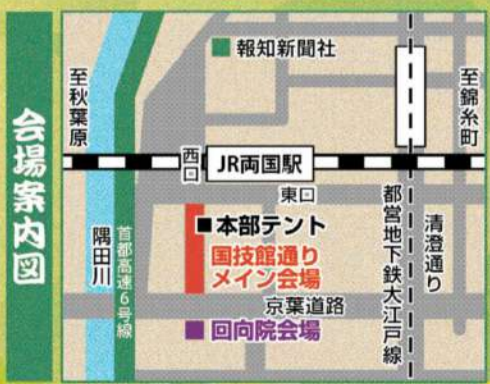 会場案内図
報知新聞社
至秋葉原
至錦糸町
西口
JR両国駅
東口
本部テント
国技館通り
メイン会場
隅田川
首都高速6号線
京葉道路
都営地下鉄大江戸線
清澄通り
回向院会場